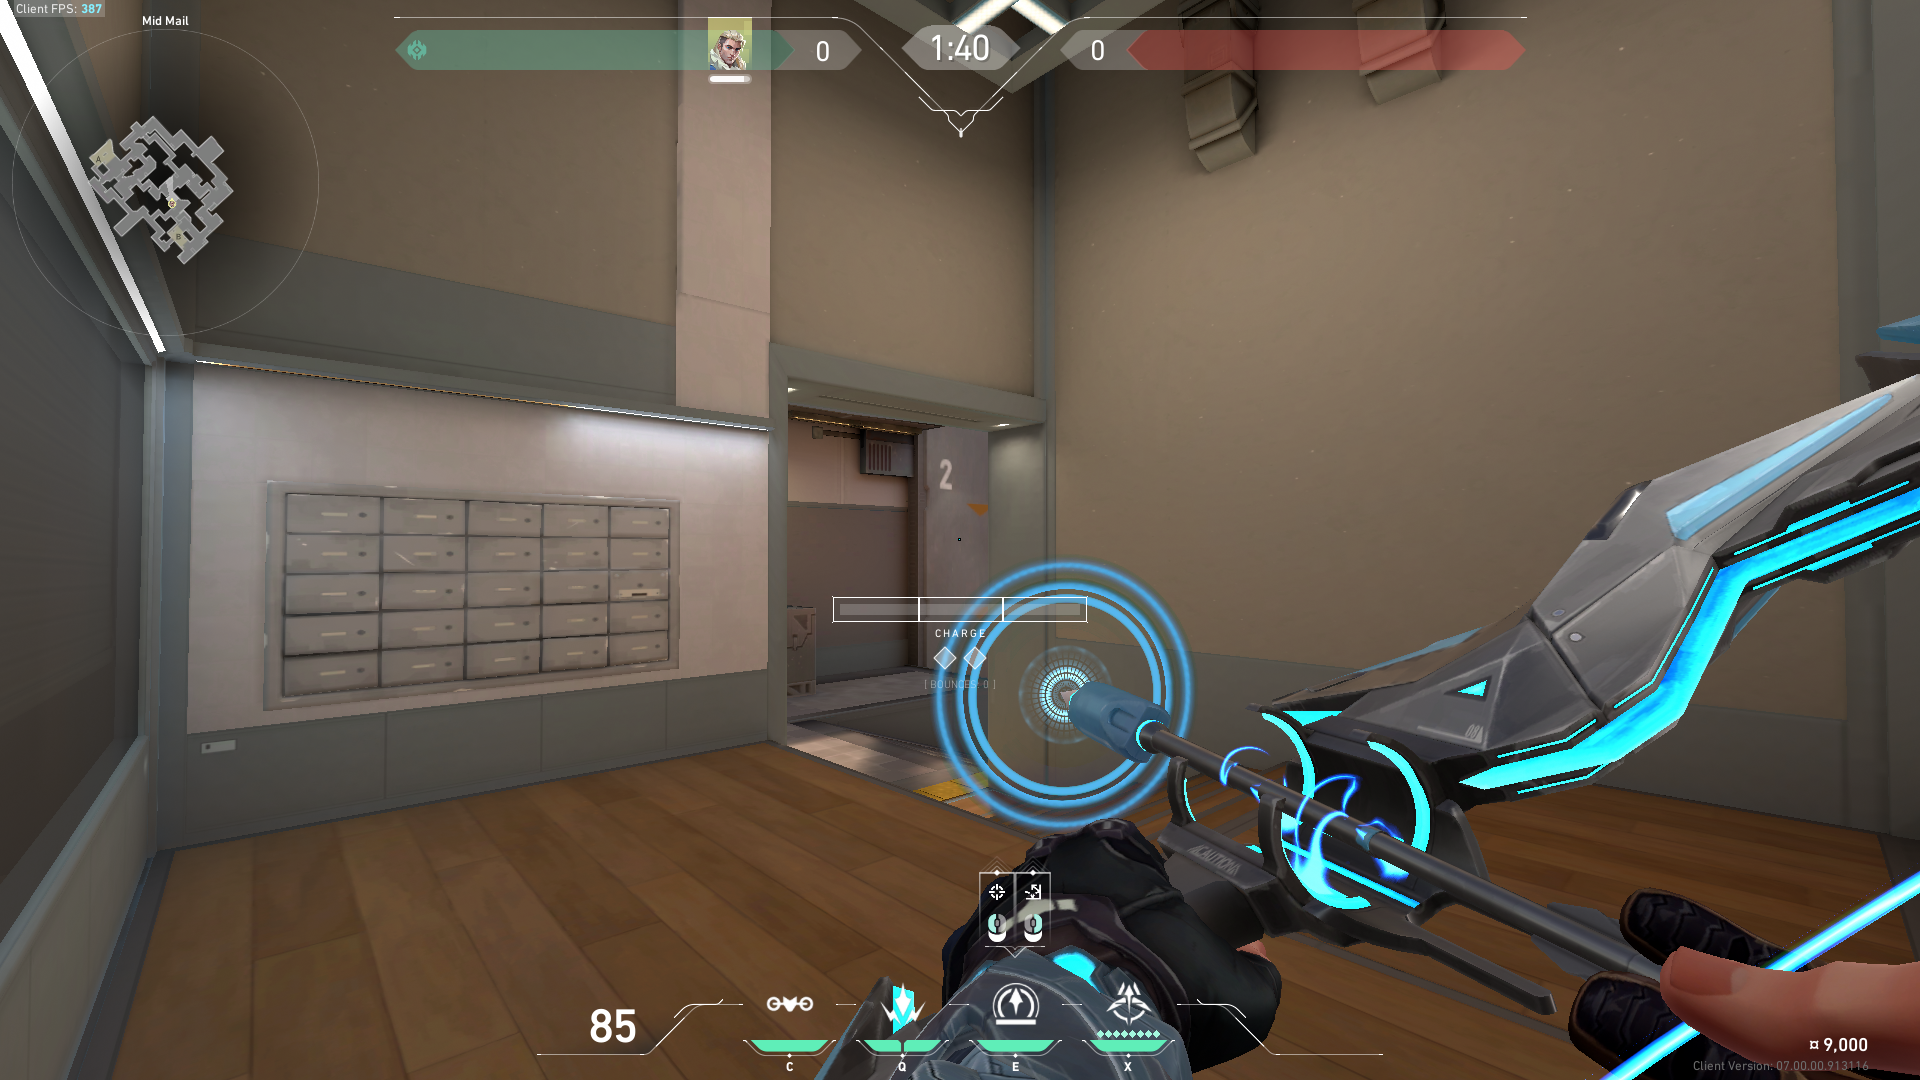 Client FPS: 387
Mid Mail
0
1:40
0
A
B
2
CHARGE
[ BOUNCES: 0 ]
85
C
Q
E
X
¤ 9,000
Client Version: 07.00.00.913116